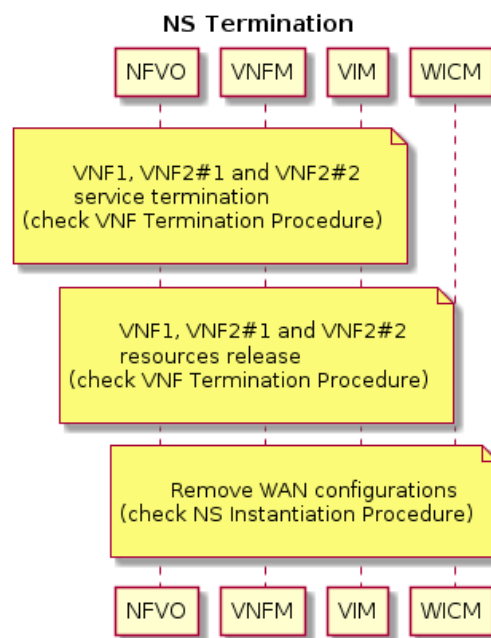 NS Termination
NFVO VNFM VIM WICM
VNF1, VNF2#1 and VNF2#2
service termination
(check VNF Termination Procedure)
VNF1, VNF2#1 and VNF2#2
resources release
(check VNF Termination Procedure)
Remove WAN configurations
(check NS Instantiation Procedure)
NFVO VNFM VIM WICM